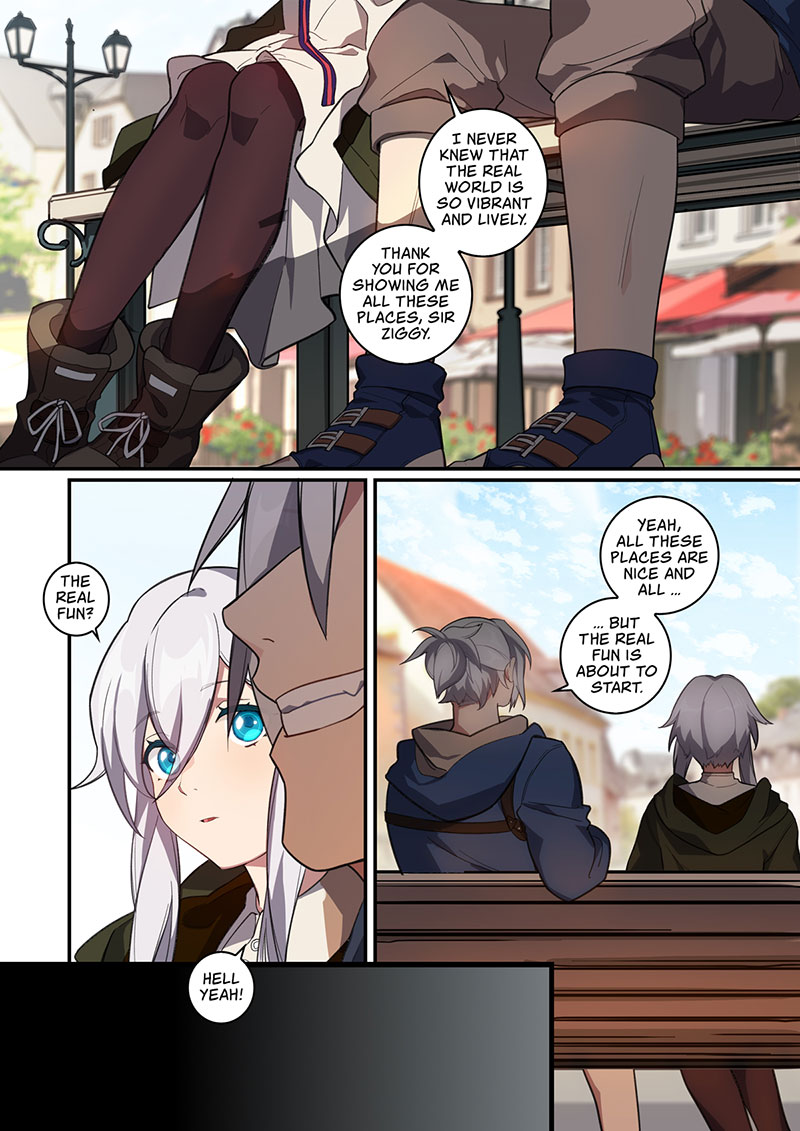 I NEVER
KNEW THAT
THE REAL
WORLD IS
SO VIBRANT
AND LIVELY.
THANK
YOU FOR
SHOWING ME
ALL THESE
PLACES, SIR
ZIGGY.
YEAH,
ALL THESE
PLACES ARE
NICE AND
ALL ...
... BUT
THE REAL
FUN IS
ABOUT TO
START.
THE
REAL
FUN?
HELL
YEAH!